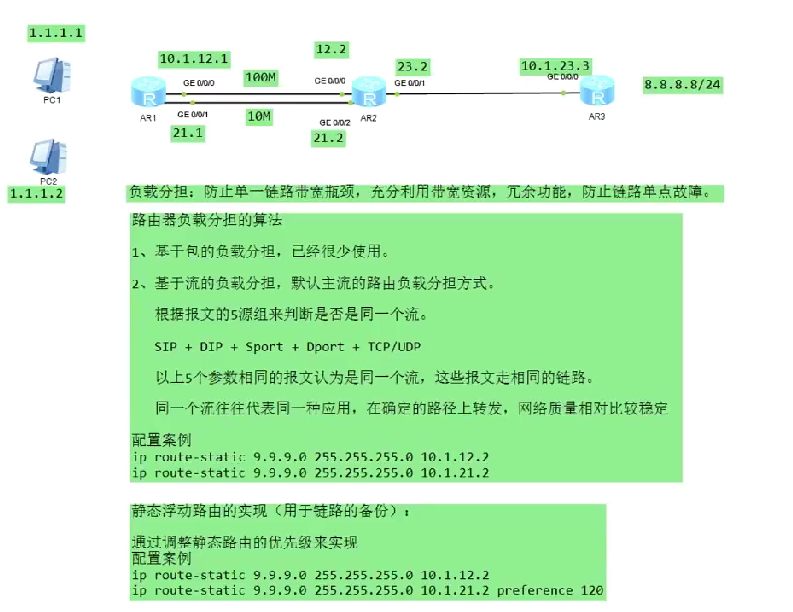 1.1.1.1
PC1
10.1.12.1
GE 0/0/0
100M
12.2
GE 0/0/0
23.2
GE 0/0/1
10.1.23.3
GE 0/0/0
8.8.8.8/24
AR1
GE 0/0/1
21.1
10M
GE 0/0/2
21.2
AR2
AR3
PC2
1.1.1.2
负载分担：防止单一链路带宽瓶颈，充分利用带宽资源，冗余功能，防止链路单点故障。
路由器负载分担的算法
1、基于包的负载分担，已经很少使用。
2、基于流的负载分担，默认主流的路由负载分担方式。
根据报文的5源组来判断是否是同一个流。
SIP + DIP + Sport + Dport + TCP/UDP
以上5个参数相同的报文认为是同一个流，这些报文走相同的链路。
同一个流往往代表同一种应用，在确定的路径上转发，网络质量相对比较稳定
配置案例
ip route-static 9.9.9.0 255.255.255.0 10.1.12.2
ip route-static 9.9.9.0 255.255.255.0 10.1.21.2
静态浮动路由的实现（用于链路的备份）：
通过调整静态路由的优先级来实现
配置案例
ip route-static 9.9.9.0 255.255.255.0 10.1.12.2
ip route-static 9.9.9.0 255.255.255.0 10.1.21.2 preference 120